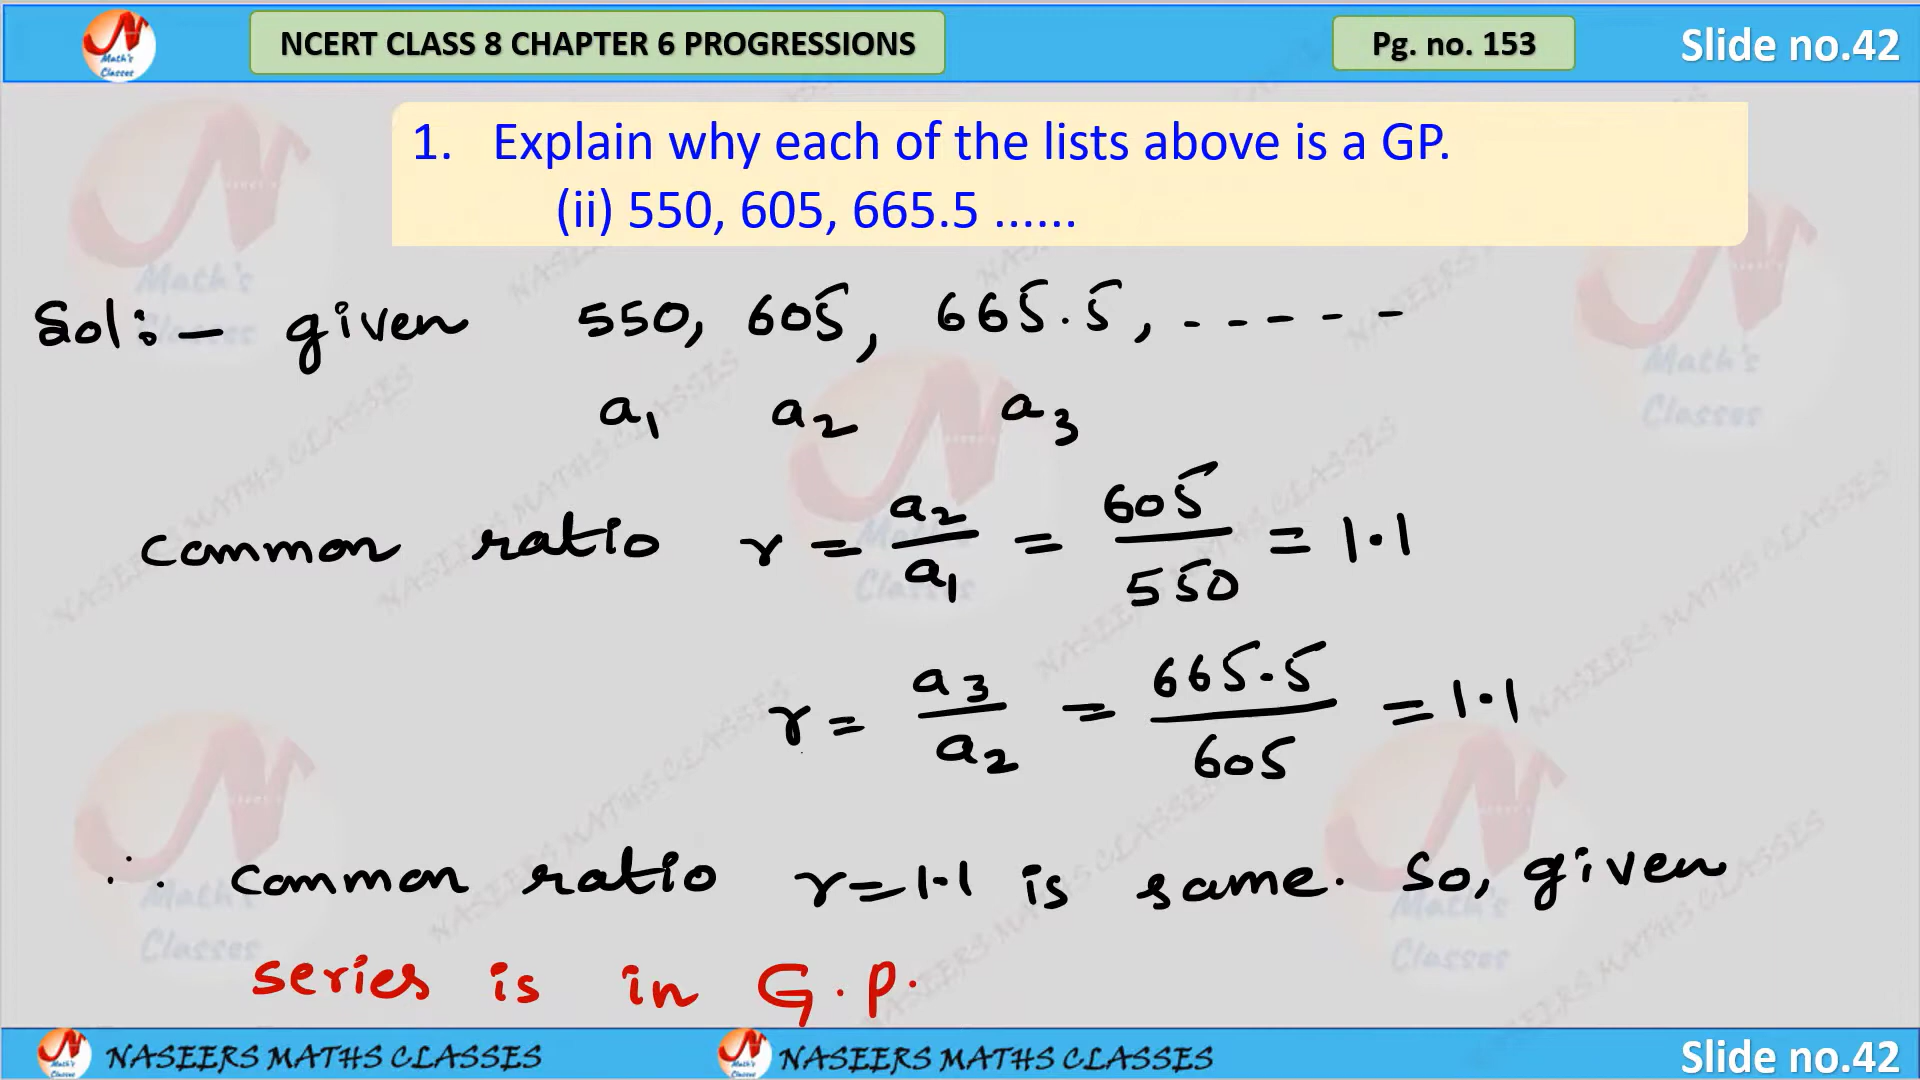 Math's
Classes
NCERT CLASS 8 CHAPTER 6 PROGRESSIONS
Pg. no. 153
Slide no.42
1. Explain why each of the lists above is a GP.
(ii) 550, 605, 665.5 ......
Sol:- given 550, 605, 665.5, -----
a₁ a₂ a₃
common ratio r = a₂/a₁ = 605/550 = 1.1
r = a₃/a₂ = 665.5/605 = 1.1
∴ common ratio r=1.1 is same. So, given
series is in G.P.
NASEERS MATHS CLASSES
NASEERS MATHS CLASSES
Slide no.42